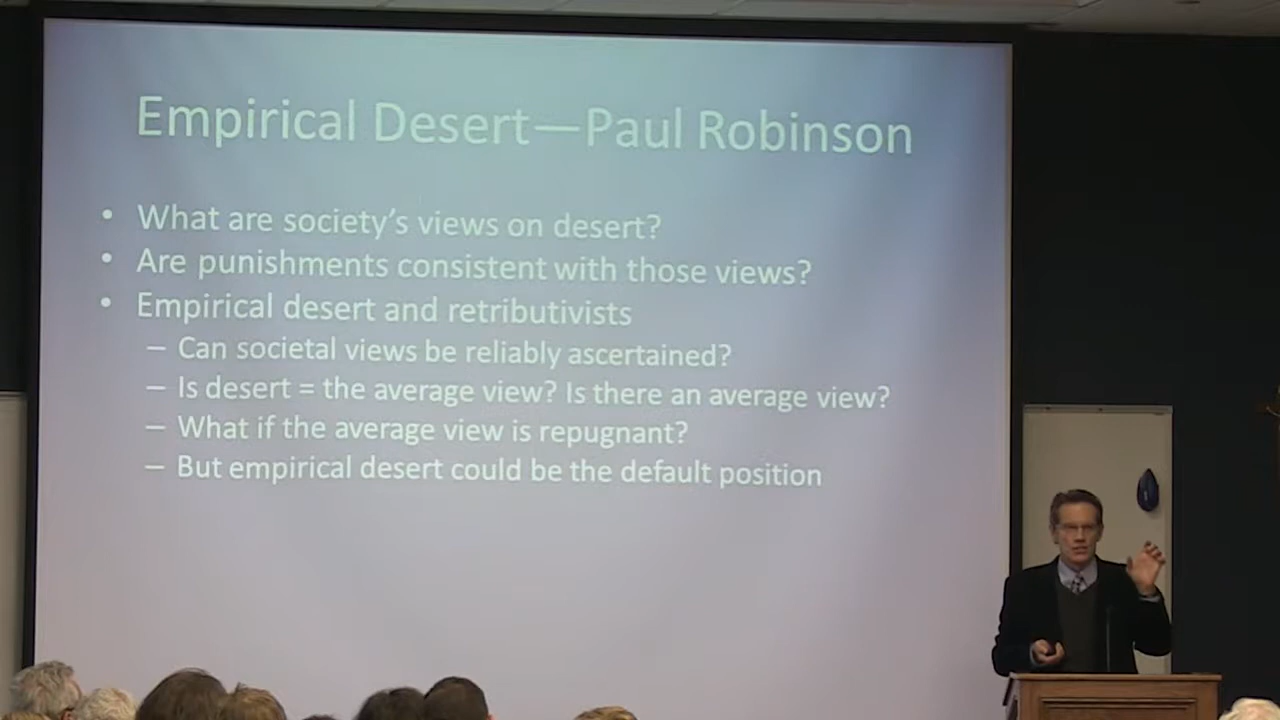 Empirical Desert—Paul Robinson
• What are society's views on desert?
• Are punishments consistent with those views?
• Empirical desert and retributivists
– Can societal views be reliably ascertained?
– Is desert = the average view? Is there an average view?
– What if the average view is repugnant?
– But empirical desert could be the default position